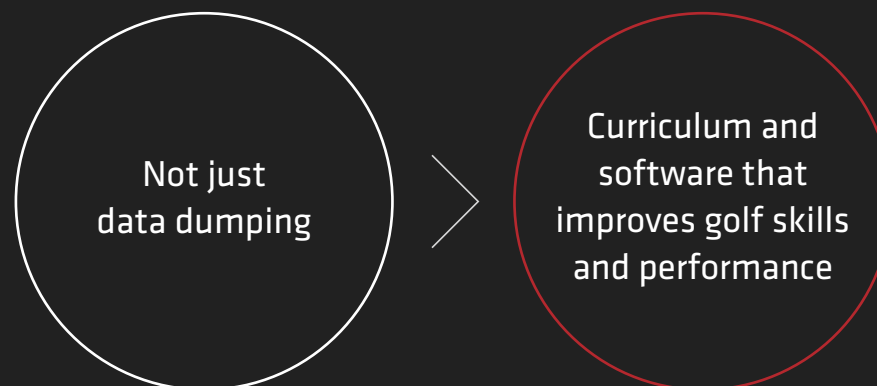 Not just
data dumping
Curriculum and
software that
improves golf skills
and performance